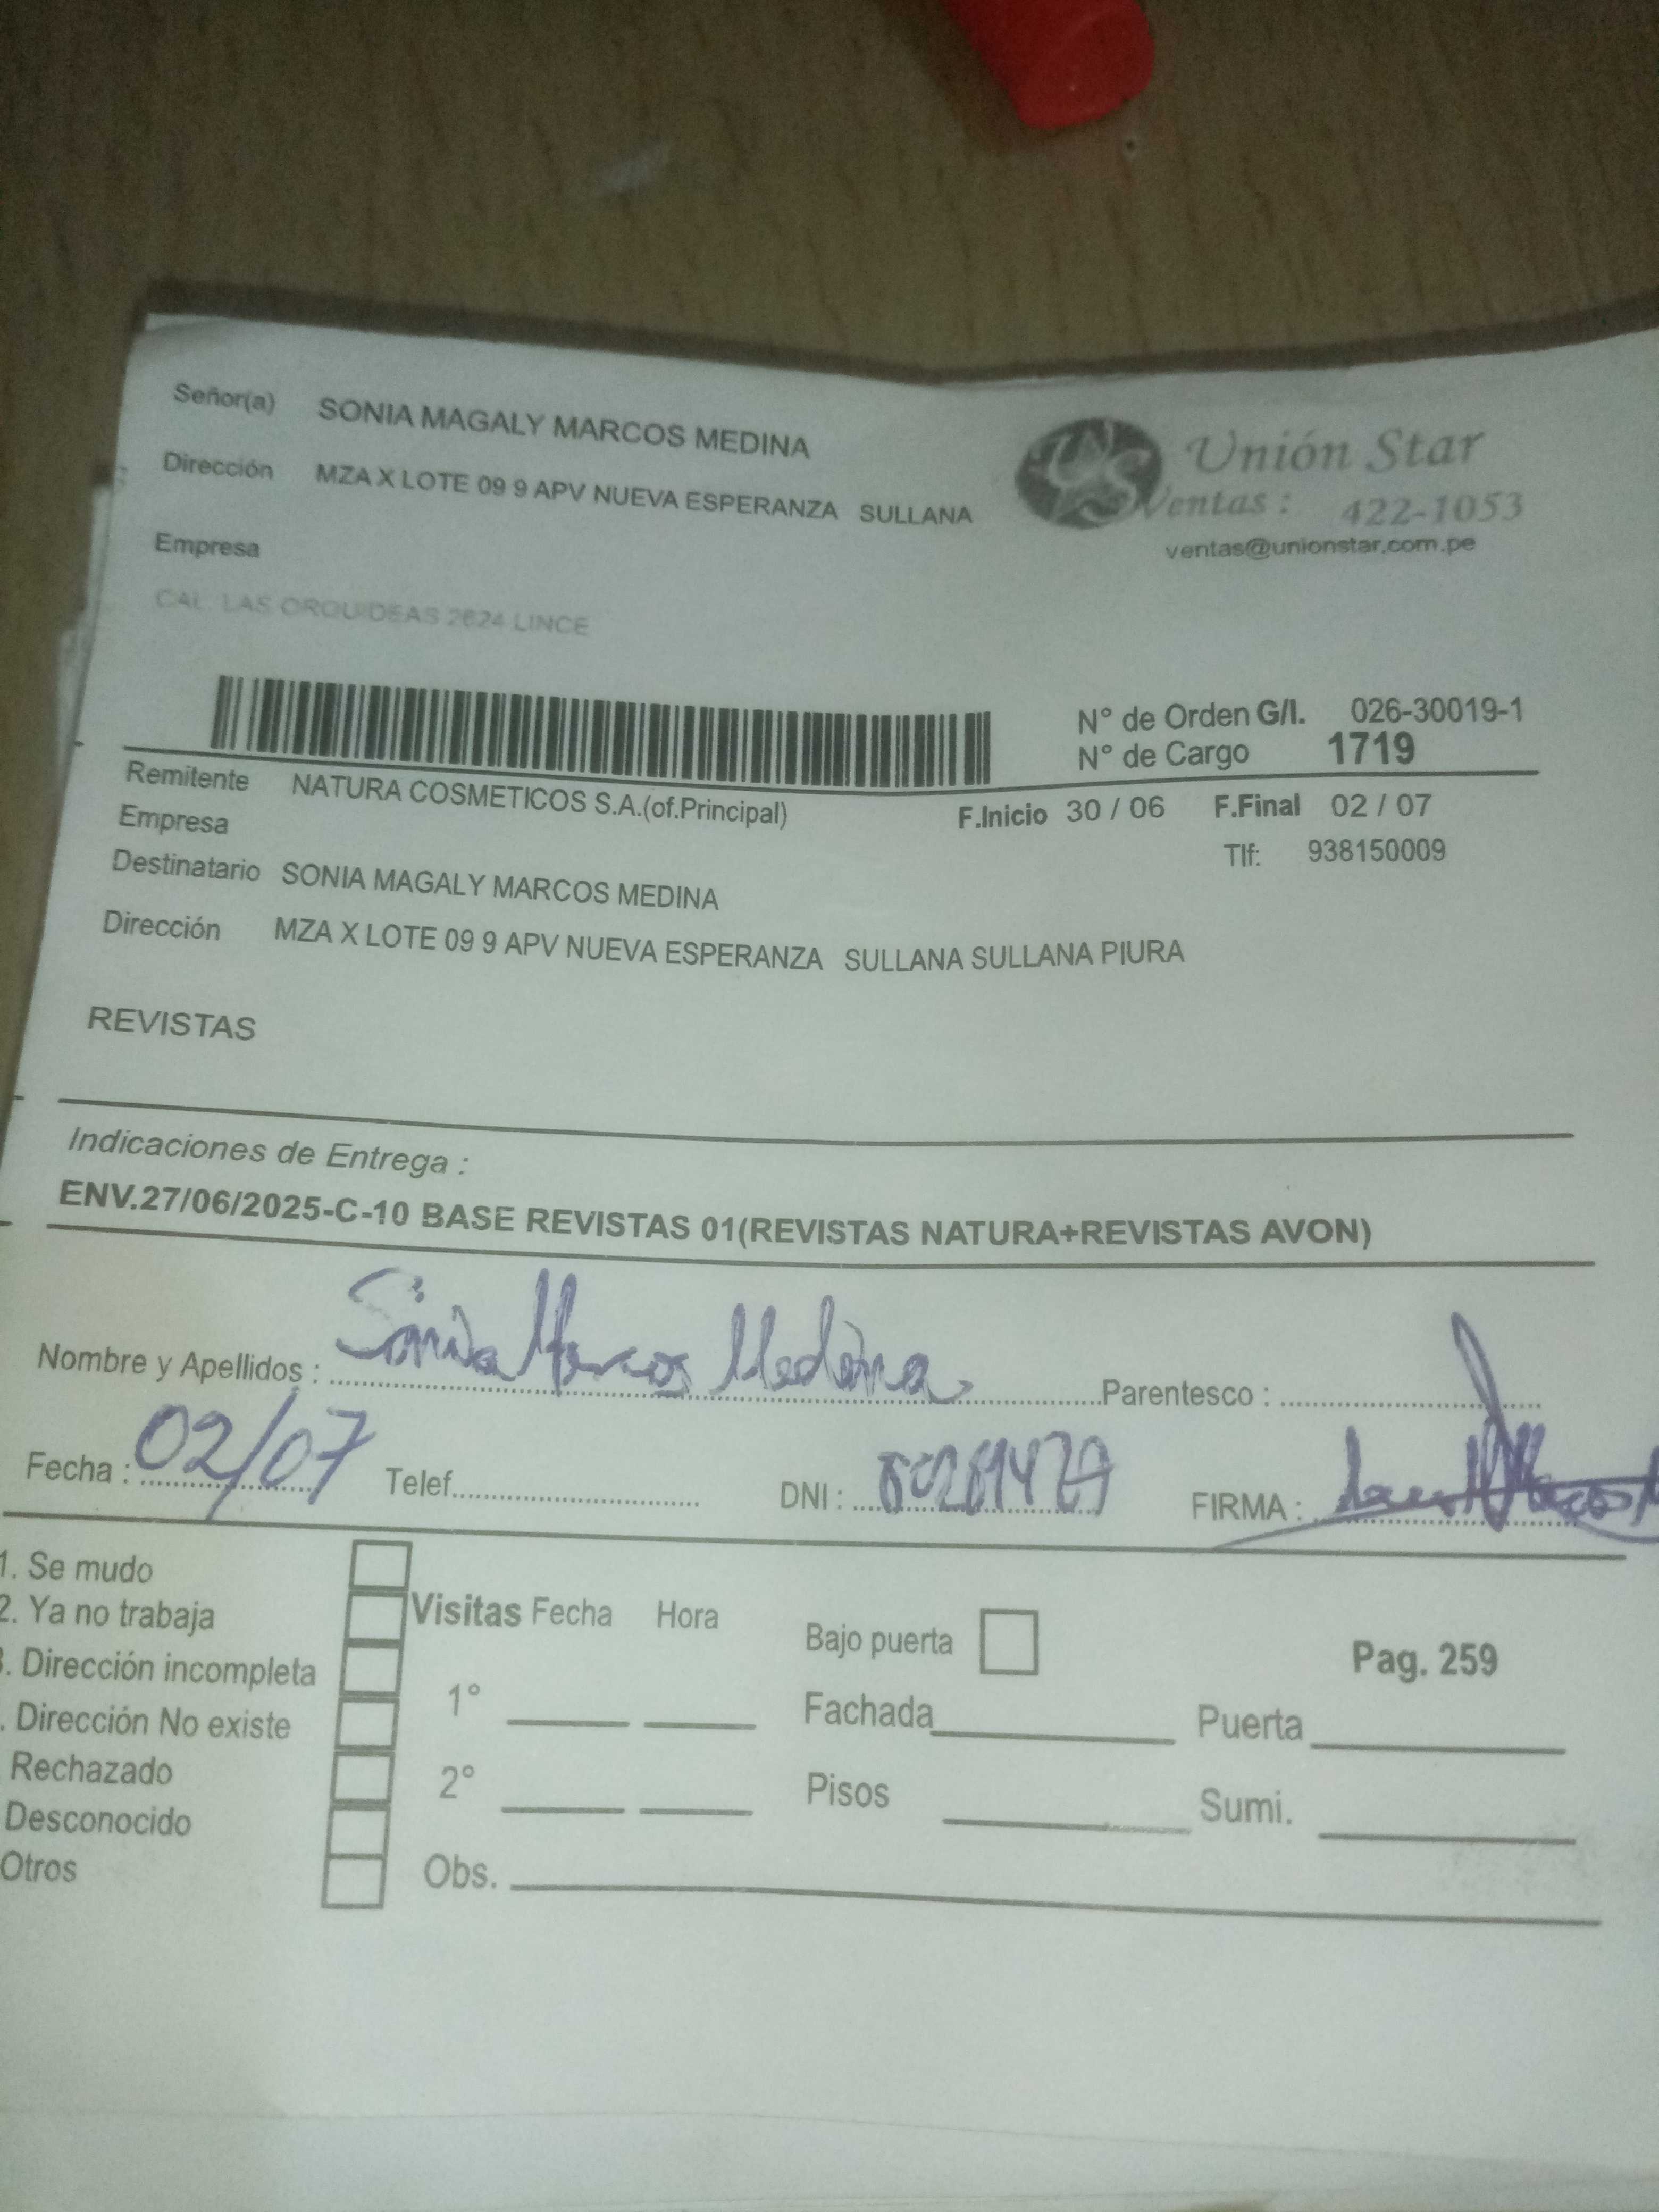 Señor(a) SONIA MAGALY MARCOS MEDINA
Unión Star
Dirección MZA X LOTE 09 9 APV NUEVA ESPERANZA SULLANA
Ventas : 422-1053
ventas@unionstar.com.pe
Empresa
CAL LAS ORQUIDEAS 2624 LINCE
N° de Orden G/I. 026-30019-1
N° de Cargo 1719
Remitente NATURA COSMETICOS S.A.(of.Principal)
F.Inicio 30 / 06 F.Final 02 / 07
Empresa
Tlf: 938150009
Destinatario SONIA MAGALY MARCOS MEDINA
Dirección MZA X LOTE 09 9 APV NUEVA ESPERANZA SULLANA SULLANA PIURA
REVISTAS
Indicaciones de Entrega :
ENV.27/06/2025-C-10 BASE REVISTAS 01(REVISTAS NATURA+REVISTAS AVON)
Nombre y Apellidos : Sonia Marcos Medina Parentesco :
Fecha : 02/07 Telef. DNI : FIRMA :
1. Se mudo
2. Ya no trabaja
Visitas Fecha Hora
Bajo puerta
Pag. 259
. Dirección incompleta
1°
Fachada
Puerta
. Dirección No existe
Rechazado
2°
Pisos
Sumi.
Desconocido
Otros
Obs.